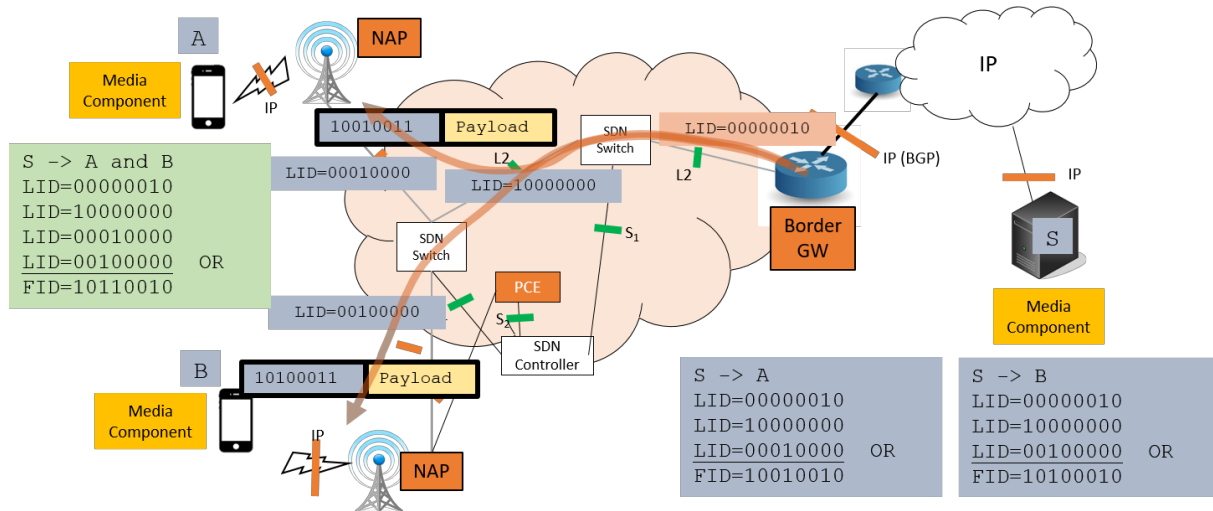 A
NAP
Media
Component
IP
10010011
Payload
SDN
Switch
LID=00000010
IP
IP (BGP)
S -> A and B
LID=00000010
LID=10000000
LID=00010000
LID=00100000 OR
FID=10110010
LID=00010000
L2
LID=10000000
L2
IP
S
Border
GW
SDN
Switch
S1
PCE
LID=00100000
S2
SDN
Controller
Media
Component
B
10100011
Payload
Media
Component
IP
NAP
S -> A
LID=00000010
LID=10000000
LID=00010000 OR
FID=10010010
S -> B
LID=00000010
LID=10000000
LID=00100000 OR
FID=10100010